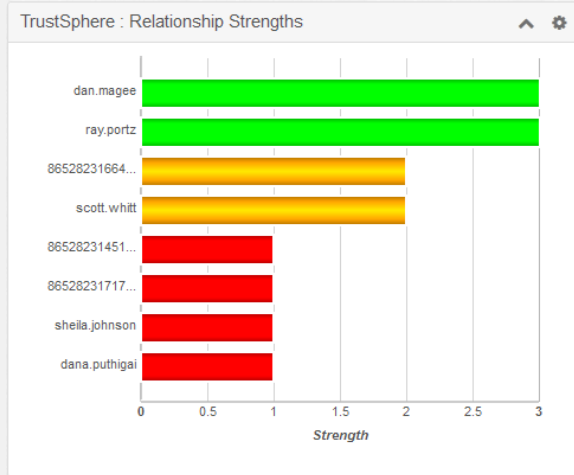 TrustSphere : Relationship Strengths
dan.magee
ray.portz
86528231664...
scott.whitt
86528231451...
86528231717...
sheila.johnson
dana.puthigai
0 0.5 1 1.5 2 2.5 3
Strength